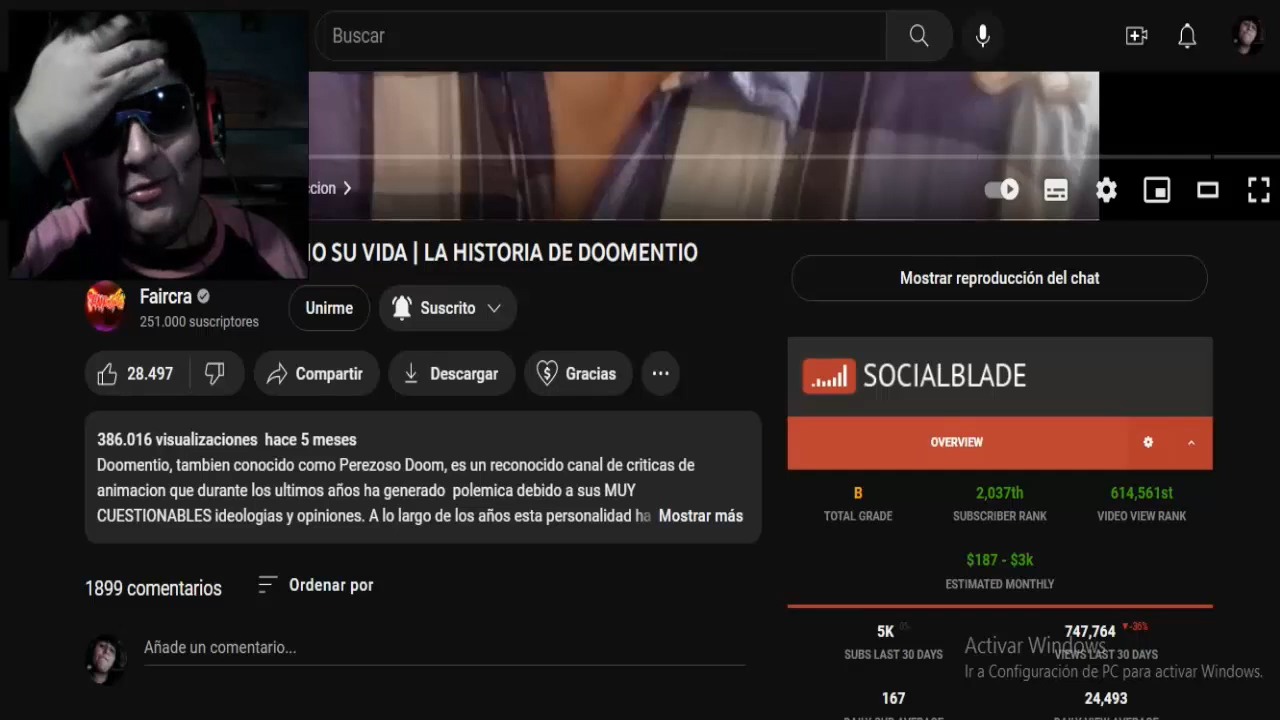 Buscar
ccion
IO SU VIDA | LA HISTORIA DE DOOMENTIO
Mostrar reproducción del chat
Faircra
251.000 suscriptores
Unirme
Suscrito
28.497
Compartir
Descargar
Gracias
SOCIALBLADE
OVERVIEW
386.016 visualizaciones hace 5 meses
Doomentio, tambien conocido como Perezoso Doom, es un reconocido canal de criticas de
animacion que durante los ultimos años ha generado polemica debido a sus MUY
CUESTIONABLES ideologias y opiniones. A lo largo de los años esta personalidad ha Mostrar más
B
TOTAL GRADE
2,037th
SUBSCRIBER RANK
614,561st
VIDEO VIEW RANK
$187 - $3k
ESTIMATED MONTHLY
1899 comentarios
Ordenar por
Añade un comentario...
5K
SUBS LAST 30 DAYS
747,764 -36%
VIEWS LAST 30 DAYS
Activar Windows
Ir a Configuración de PC para activar Windows.
167
24,493